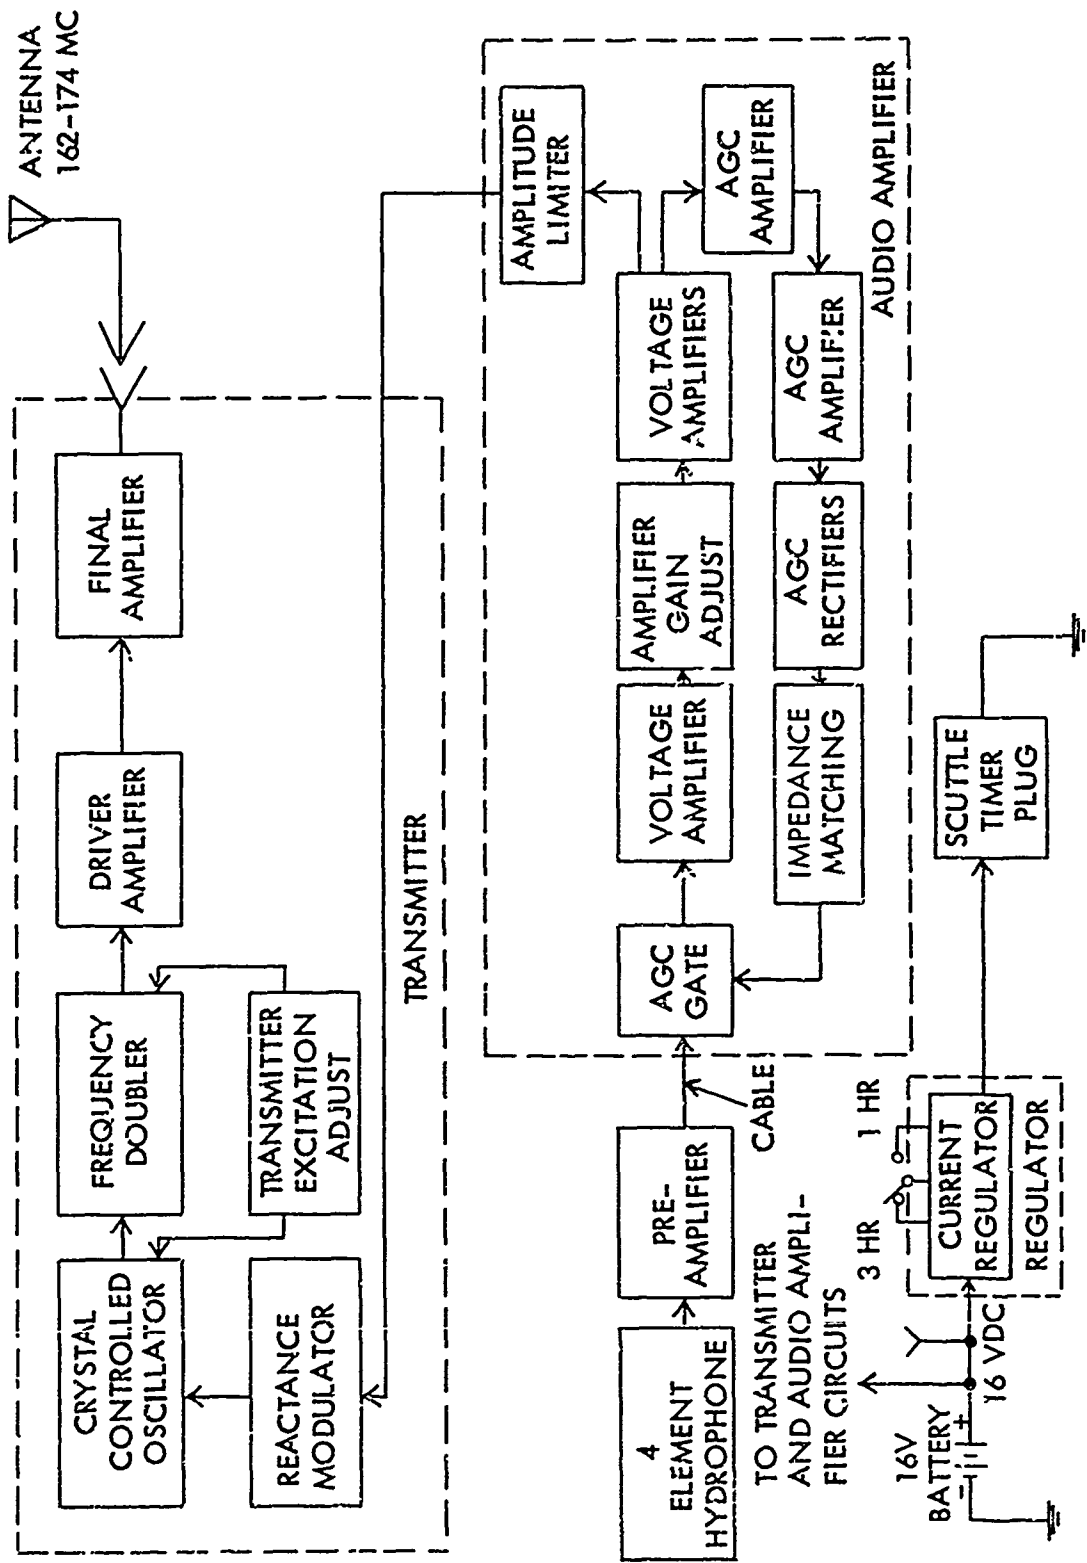 ANTENNA
162-174 MC
CRYSTAL
CONTROLLED
OSCILLATOR
FREQUENCY
DOUBLER
DRIVER
AMPLIFIER
FINAL
AMPLIFIER
REACTANCE
MODULATOR
TRANSMITTER
EXCITATION
ADJUST
TRANSMITTER
AMPLITUDE
LIMITER
4
ELEMENT
HYDROPHONE
PRE-
AMPLIFIER
CABLE
AGC
GATE
VOLTAGE
AMPLIFIER
AMPLIFIER
GAIN
ADJUST
VOLTAGE
AMPLIFIERS
AGC
AMPLIFIER
IMPEDANCE
MATCHING
AGC
RECTIFIERS
AGC
AMPLIFIER
AUDIO AMPLIFIER
TO TRANSMITTER
AND AUDIO AMPLI-
FIER CIRCUITS
16V
BATTERY
- +
16 VDC
3 HR
1 HR
CURRENT
REGULATOR
REGULATOR
SCUTTLE
TIMER
PLUG